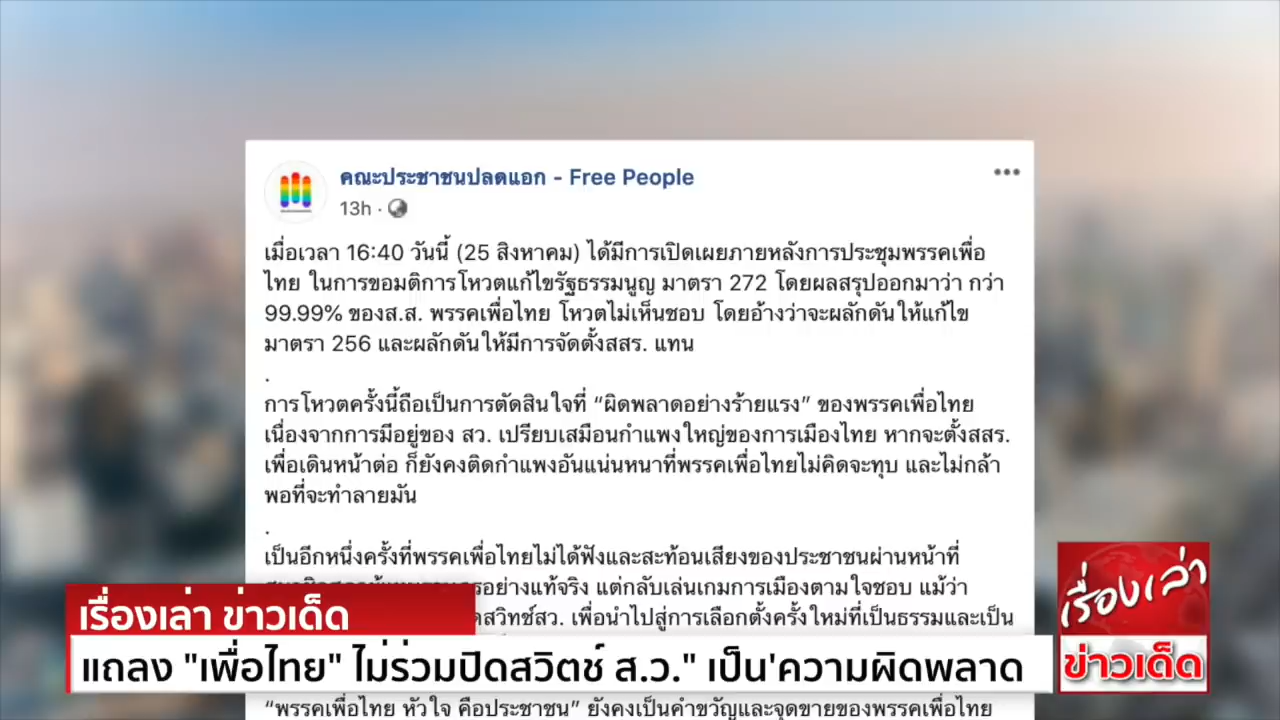 คณะประชาชนปลดแอก - Free People
13h ·
เมื่อเวลา 16:40 วันนี้ (25 สิงหาคม) ได้มีการเปิดเผยภายหลังการประชุมพรรคเพื่อ
ไทย ในการขอมติการโหวตแก้ไขรัฐธรรมนูญ มาตรา 272 โดยผลสรุปออกมาว่า กว่า
99.99% ของส.ส. พรรคเพื่อไทย โหวตไม่เห็นชอบ โดยอ้างว่าจะผลักดันให้แก้ไข
มาตรา 256 และผลักดันให้มีการจัดตั้งสสร. แทน
.
การโหวตครั้งนี้ถือเป็นการตัดสินใจที่ “ผิดพลาดอย่างร้ายแรง” ของพรรคเพื่อไทย
เนื่องจากการมีอยู่ของ สว. เปรียบเสมือนกำแพงใหญ่ของการเมืองไทย หากจะตั้งสสร.
เพื่อเดินหน้าต่อ ก็ยังคงติดกำแพงอันแน่นหนาที่พรรคเพื่อไทยไม่คิดจะทุบ และไม่กล้า
พอที่จะทำลายมัน
.
เป็นอีกหนึ่งครั้งที่พรรคเพื่อไทยไม่ได้ฟังและสะท้อนเสียงของประชาชนผ่านหน้าที่
อย่างแท้จริง แต่กลับเล่นเกมการเมืองตามใจชอบ แม้ว่า
สวิทช์สว. เพื่อนำไปสู่การเลือกตั้งครั้งใหม่ที่เป็นธรรมและเป็น
เรื่องเล่า ข่าวเด็ด
แถลง "เพื่อไทย" ไม่ร่วมปิดสวิตช์ ส.ว." เป็น'ความผิดพลาด
เรื่องเล่า
ข่าวเด็ด
“พรรคเพื่อไทย หัวใจ คือประชาชน” ยังคงเป็นคำขวัญและจุดขายของพรรคเพื่อไทย